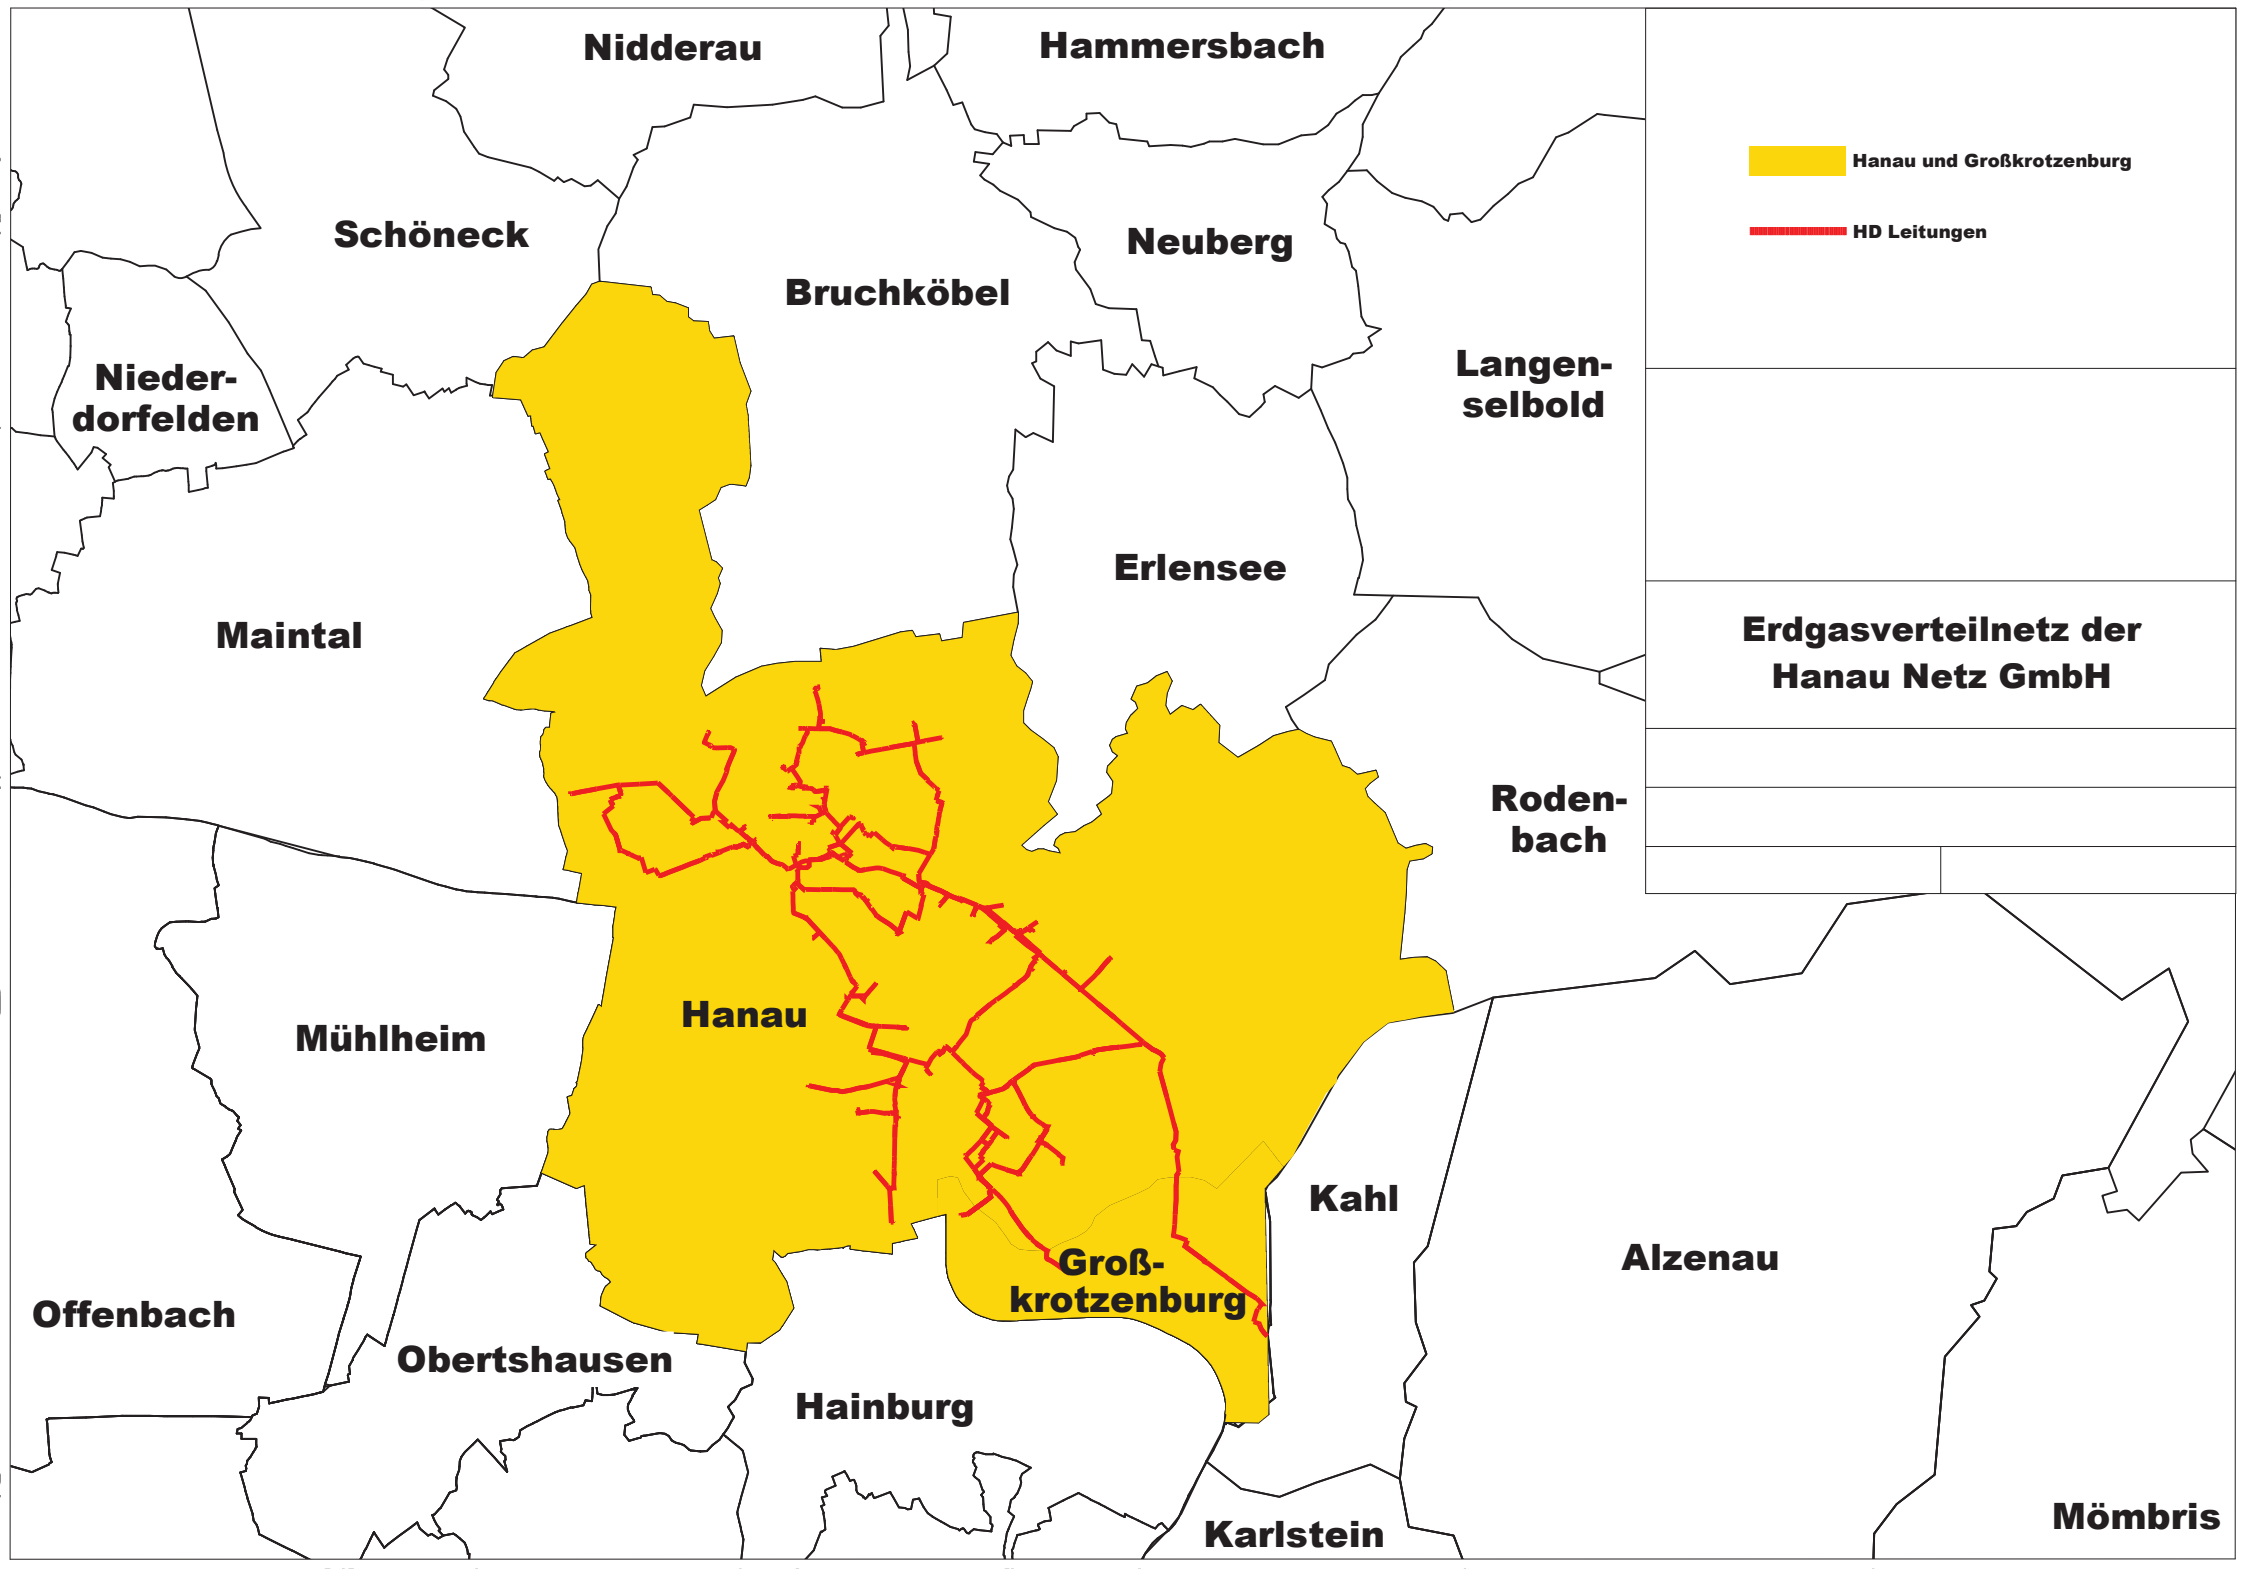 Nidderau
Hammersbach
Hanau und Großkrotzenburg
Schöneck
HD Leitungen
Neuberg
Bruchköbel
Nieder-
dorfelden
Langen-
selbold
Erlensee
Maintal
Erdgasverteilnetz der
Hanau Netz GmbH
Roden-
bach
Hanau
Mühlheim
Kahl
Alzenau
Groß-
krotzenburg
Offenbach
Obertshausen
Hainburg
Karlstein
Mömbris